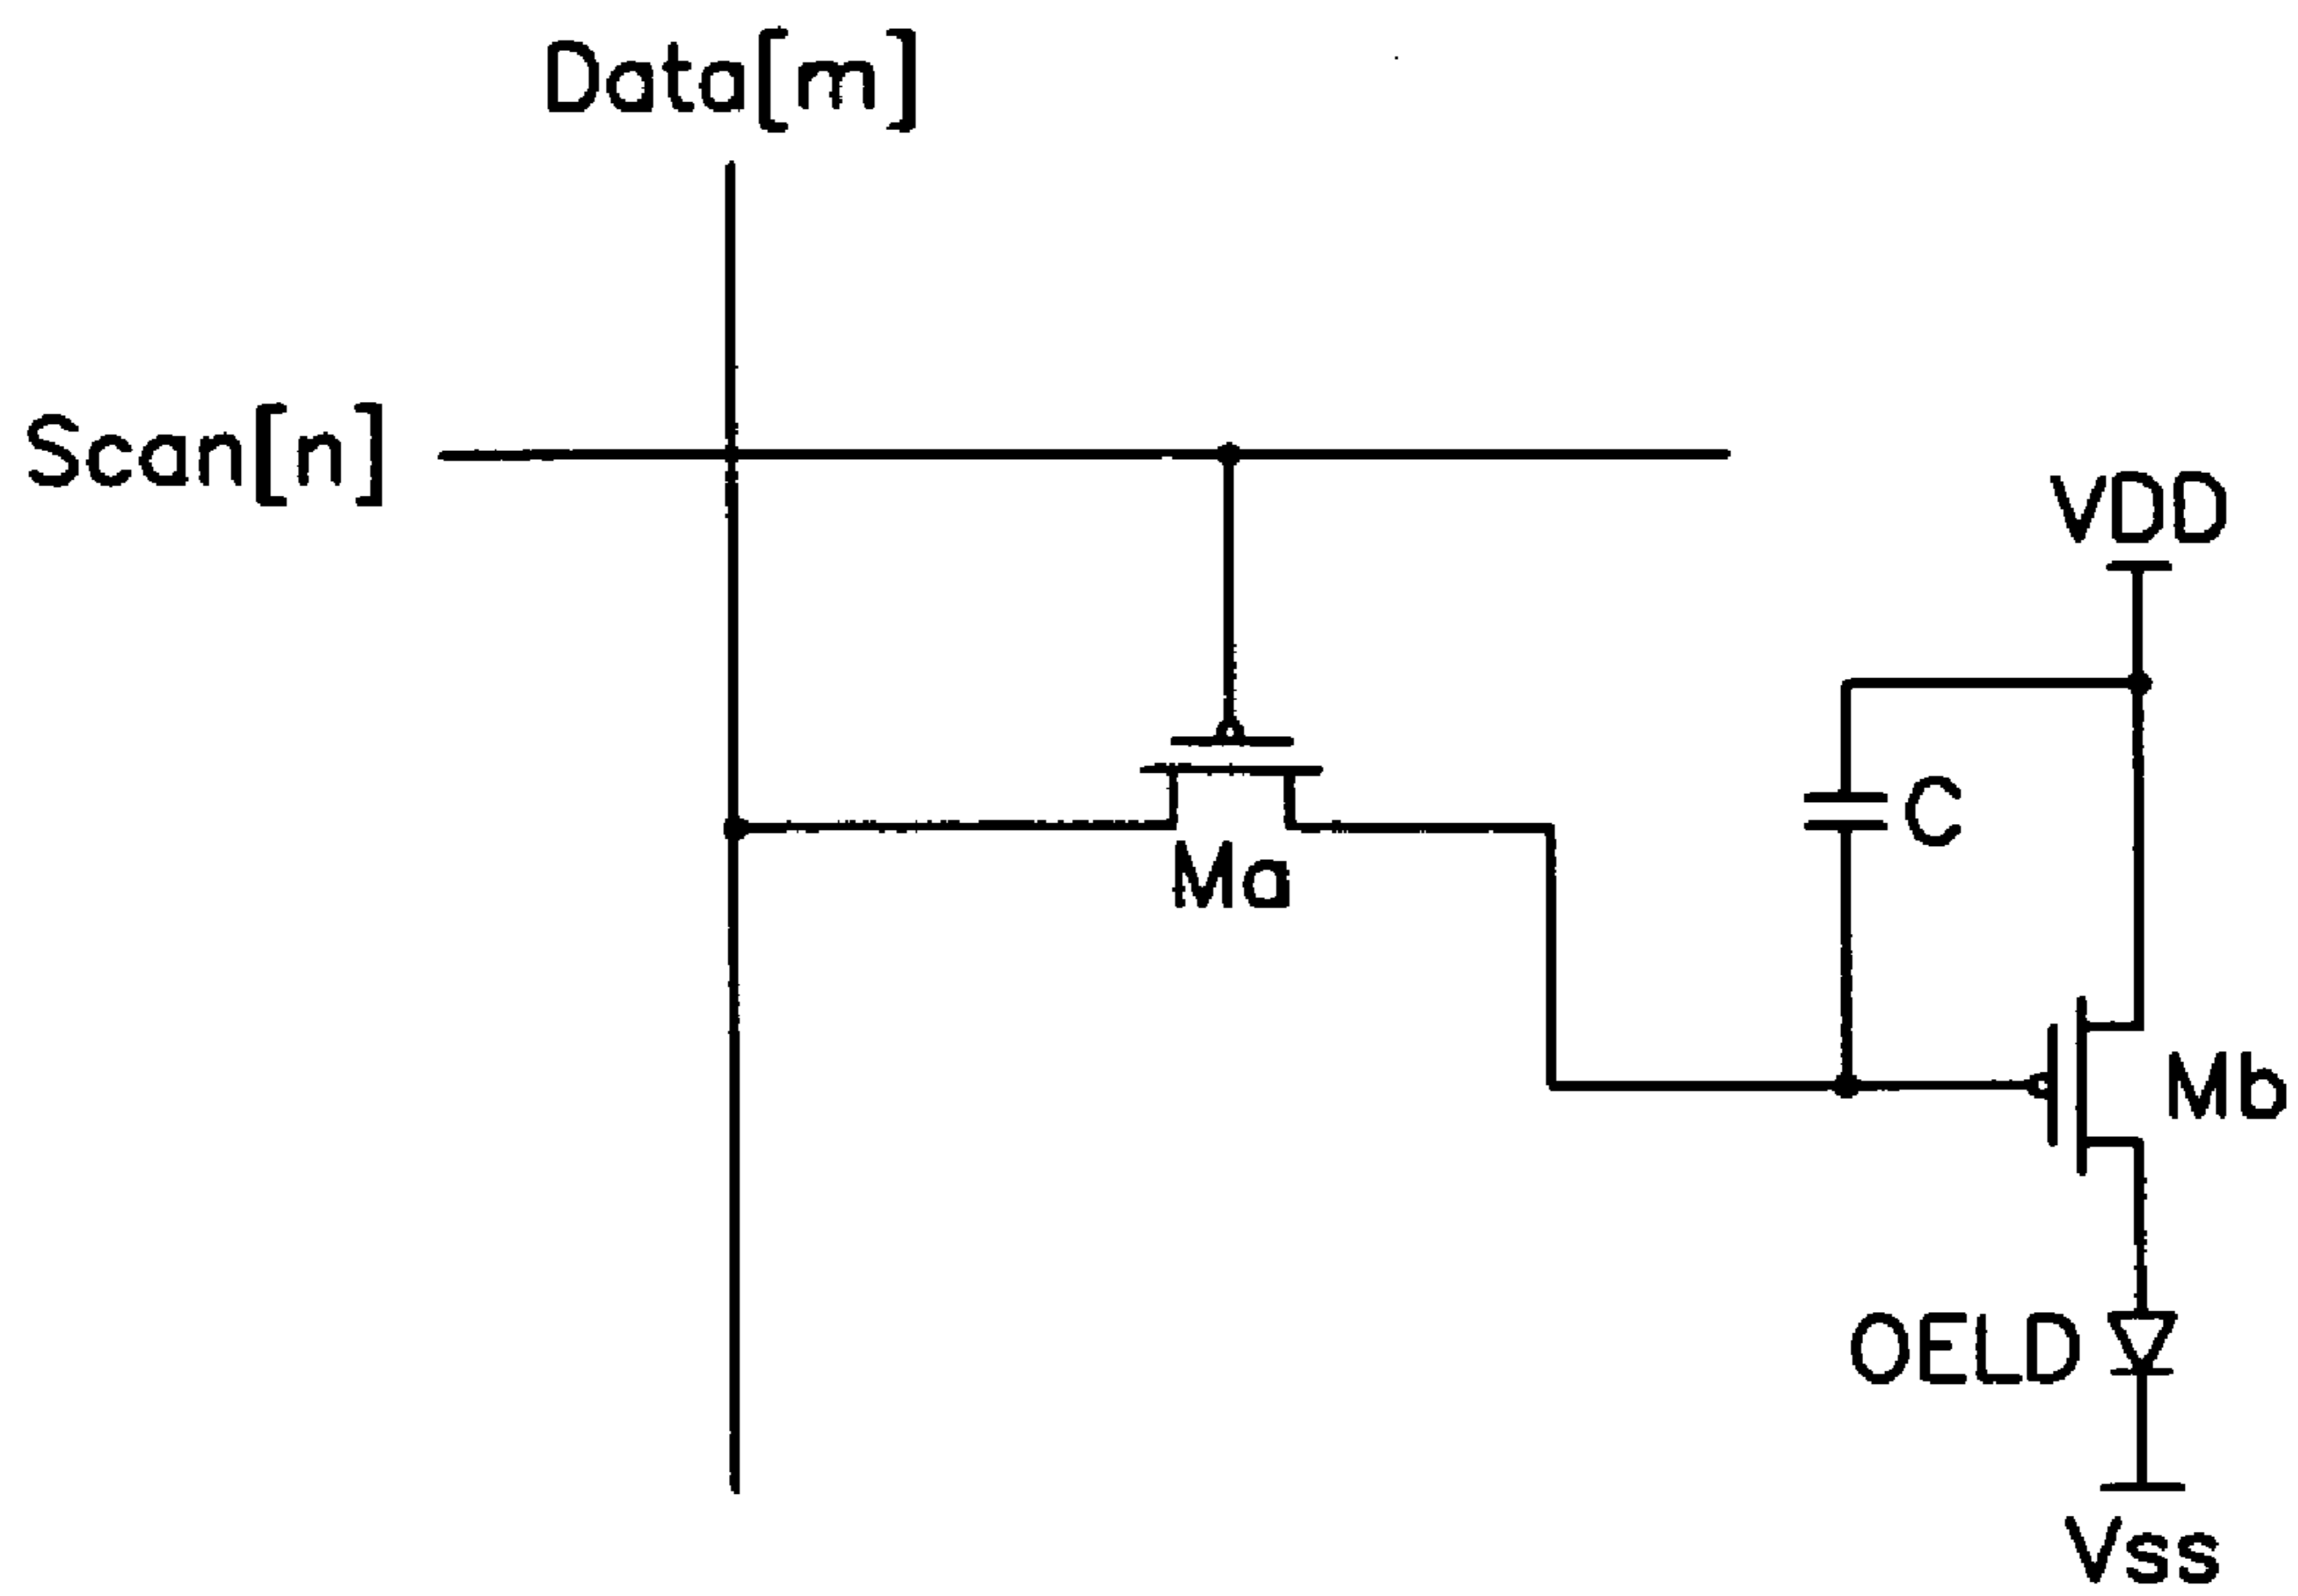 Data[m]
Scan[n]
VDD
C
Ma
Mb
OELD
Vss